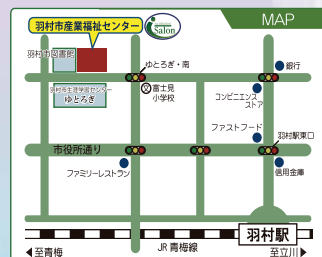 MAP
羽村市産業福祉センター
Salon
羽村市図書館
ゆとろぎ・南
銀行
羽村市生涯学習センター
ゆとろぎ
文
富士見
小学校
コンビニエンス
ストア
ファストフード
羽村駅東口
市役所通り
ファミリーレストラン
信用金庫
羽村駅
至青梅
JR 青梅線
至立川